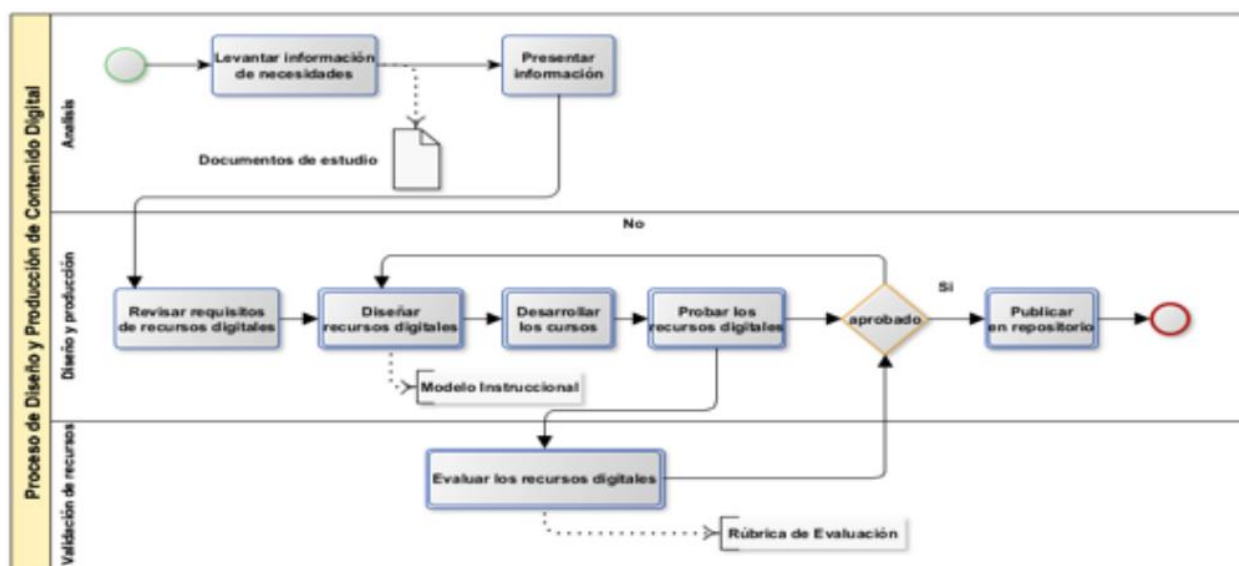 Proceso de Diseño y Producción de Contenido Digital
Analisis
Levantar información
de necesidades
Presentar
información
Documentos de estudio
Diseño y producción
No
Revisar requisitos
de recursos digitales
Diseñar
recursos digitales
Desarrollar
los cursos
Probar los
recursos digitales
aprobado
Si
Publicar
en repositorio
Modelo Instruccional
Validación de recursos
Evaluar los recursos digitales
Rúbrica de Evaluación